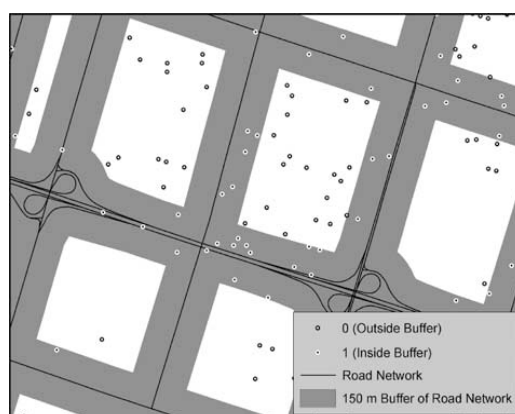 0 (Outside Buffer)
1 (Inside Buffer)
Road Network
150 m Buffer of Road Network